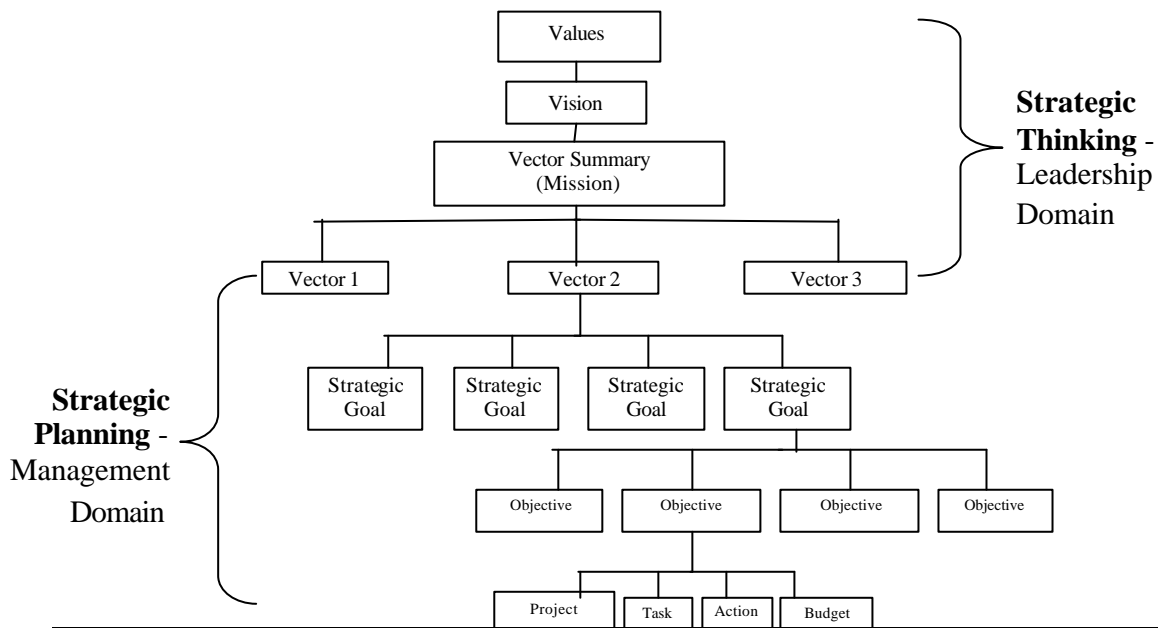 Values
Vision
Vector Summary
(Mission)
Strategic
Thinking -
Leadership
Domain
Vector 1
Vector 2
Vector 3
Strategic
Goal
Strategic
Goal
Strategic
Goal
Strategic
Goal
Strategic
Planning -
Management
Domain
Objective
Objective
Objective
Objective
Project
Task
Action
Budget